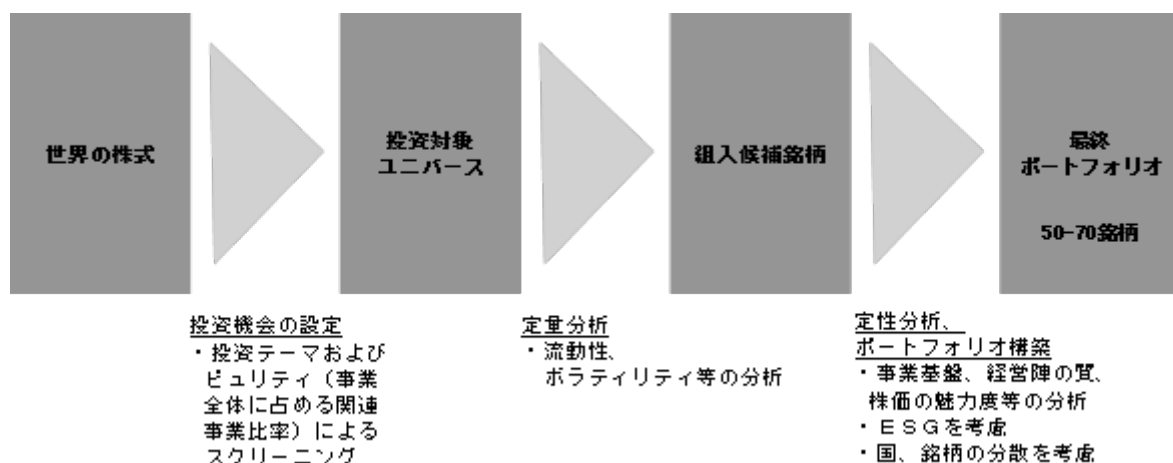 世界の株式
投資対象
ユニバース
組入候補銘柄
最終
ポートフォリオ
50-70銘柄
投資機会の設定
・投資テーマおよび
ピュリティ（事業
全体に占める関連
事業比率）による
スクリーニング
定量分析
・流動性、
ボラティリティ等の分析
定性分析、
ポートフォリオ構築
・事業基盤、経営陣の質、
株価の魅力度等の分析
・ＥＳＧを考慮
・国、銘柄の分散を考慮